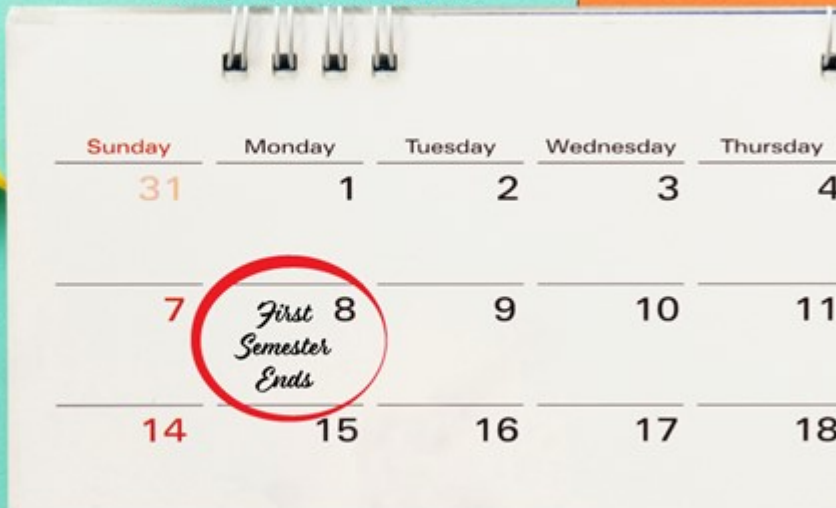 Sunday Monday Tuesday Wednesday Thursday
31 1 2 3 4
7 First 8 9 10 11
Semester
Ends
14 15 16 17 18